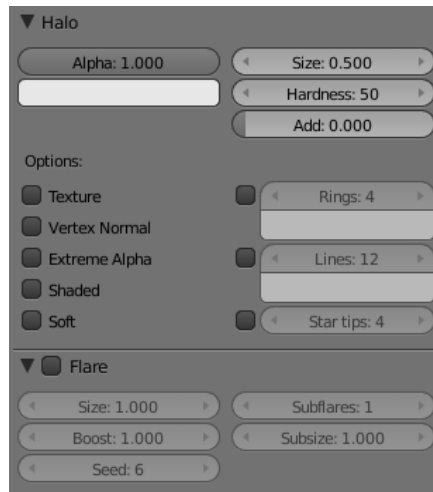 Halo
Alpha: 1.000
Size: 0.500
Hardness: 50
Add: 0.000
Options:
Texture
Rings: 4
Vertex Normal
Extreme Alpha
Lines: 12
Shaded
Soft
Star tips: 4
Flare
Size: 1.000
Subflares: 1
Boost: 1.000
Subsize: 1.000
Seed: 6